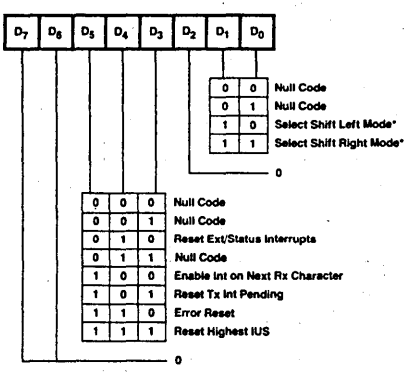 D7 D6 D5 D4 D3 D2 D1 D0
0 0 Null Code
0 1 Null Code
1 0 Select Shift Left Mode*
1 1 Select Shift Right Mode*
0
0 0 0 Null Code
0 0 1 Null Code
0 1 0 Reset Ext/Status Interrupts
0 1 1 Null Code
1 0 0 Enable Int on Next Rx Character
1 0 1 Reset Tx Int Pending
1 1 0 Error Reset
1 1 1 Reset Highest IUS
0